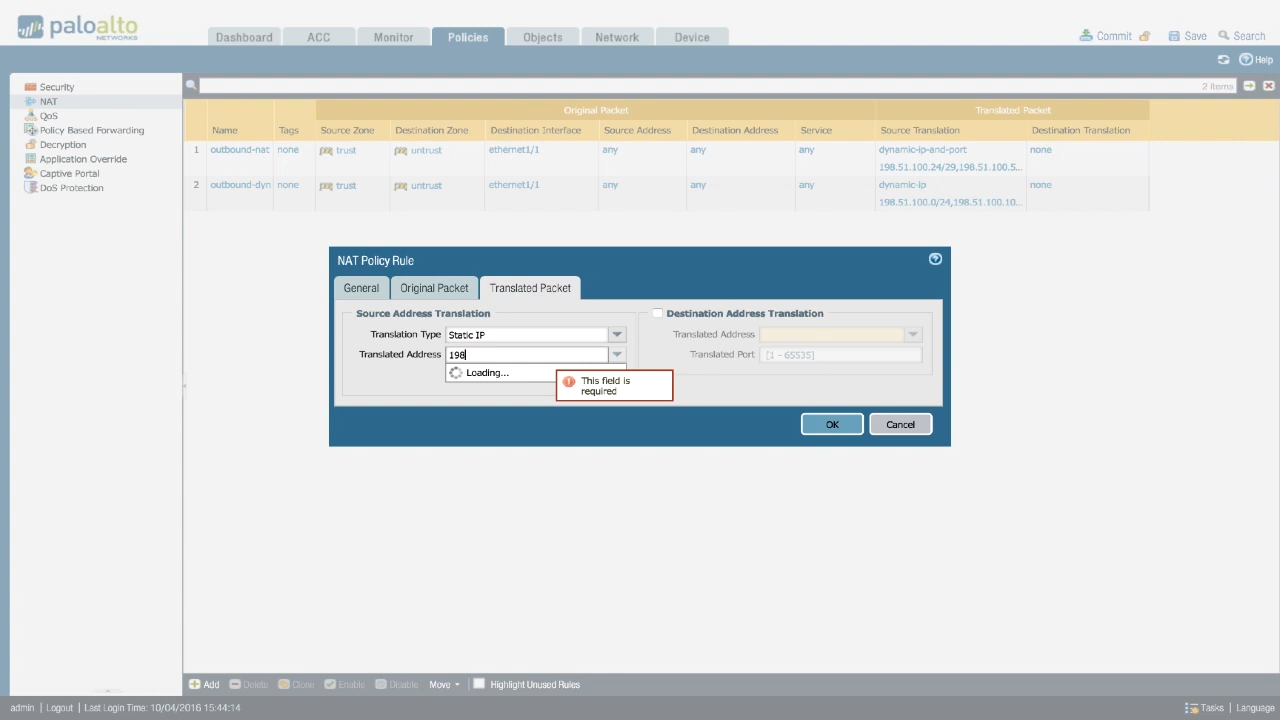 paloalto
NETWORKS
Dashboard ACC Monitor Policies Objects Network Device
Commit Save Search
Help
Security
NAT
QoS
Policy Based Forwarding
Decryption
Application Override
Captive Portal
DoS Protection
2 items
Original Packet Translated Packet
Name Tags Source Zone Destination Zone Destination Interface Source Address Destination Address Service Source Translation Destination Translation
1 outbound-nat none trust untrust ethernet1/1 any any any dynamic-ip-and-port none
198.51.100.24/29,198.51.100.5...
2 outbound-dyn none trust untrust ethernet1/1 any any any dynamic-ip none
198.51.100.0/24,198.51.100.10...
NAT Policy Rule
General Original Packet Translated Packet
Source Address Translation
Translation Type Static IP
Translated Address 198
Loading...
This field is
required
Destination Address Translation
Translated Address
Translated Port [1 - 65535]
OK Cancel
Add Delete Clone Enable Disable Move Highlight Unused Rules
admin | Logout | Last Login Time: 10/04/2016 15:44:14
Tasks | Language